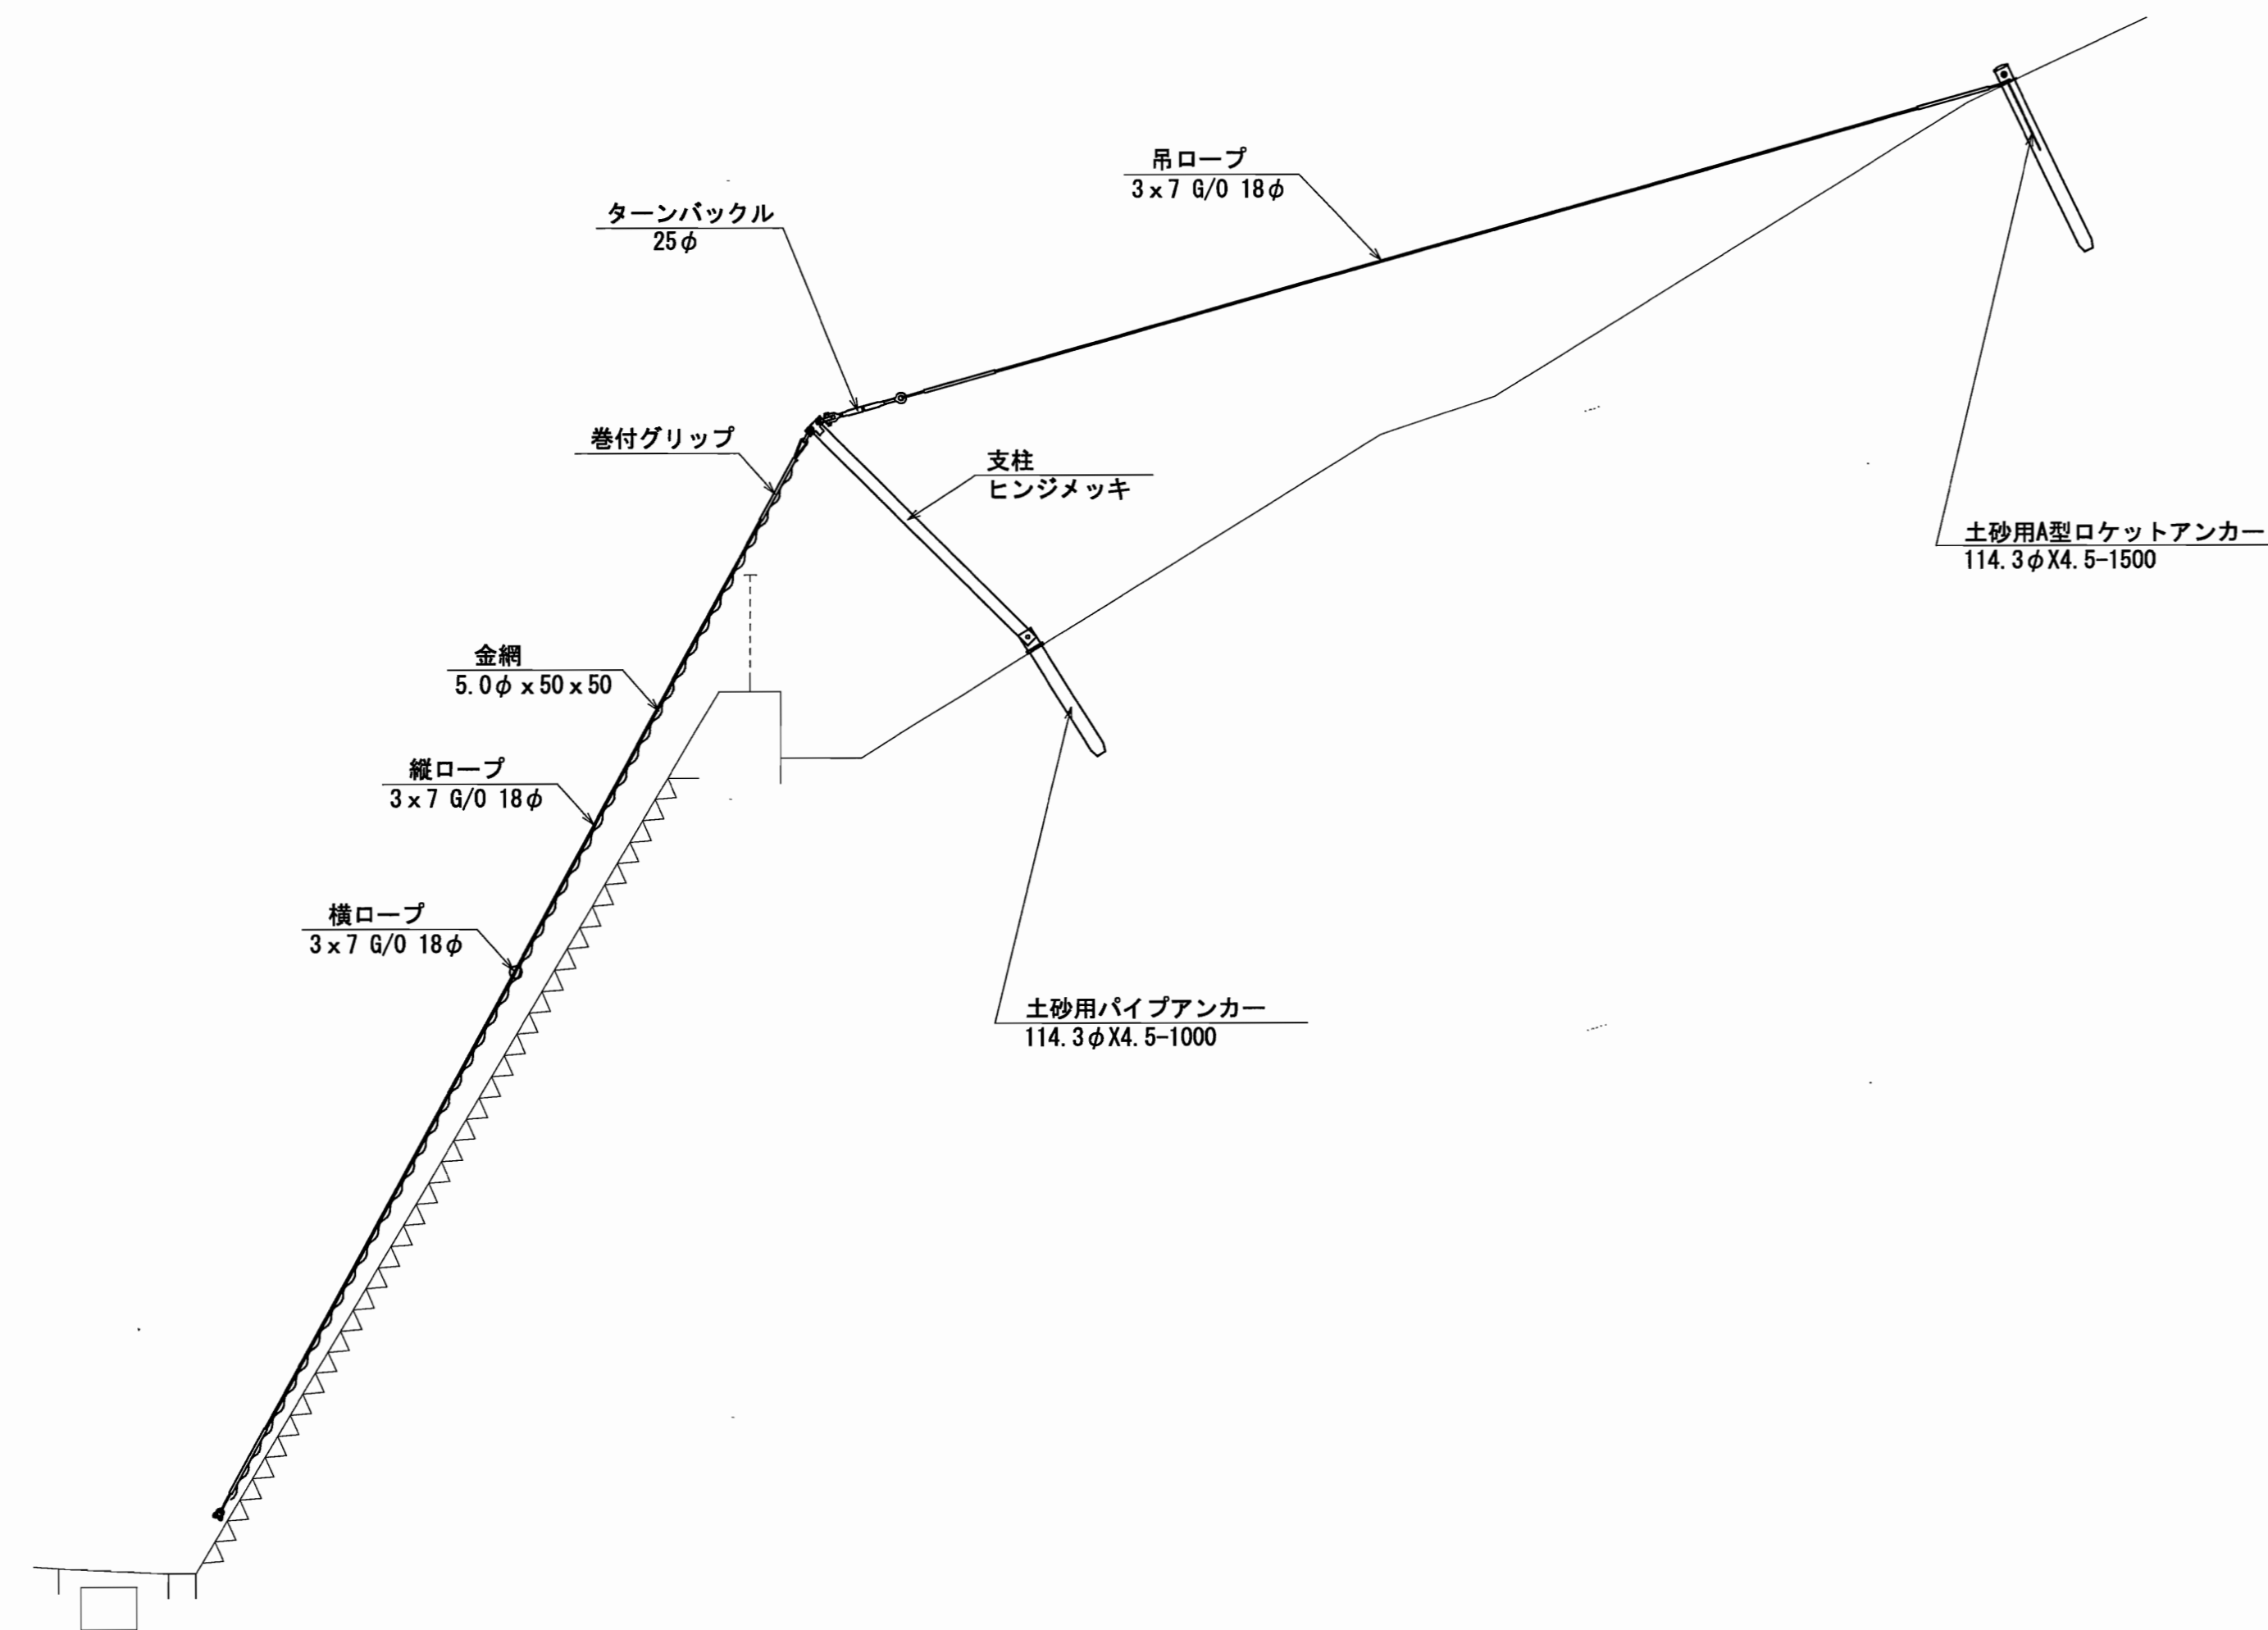 吊ロープ
3x7 G/O 18φ
ターンバックル
25φ
巻付グリップ
支柱
ヒンジメッキ
土砂用A型ロケットアンカー
114.3φX4.5-1500
金網
5.0φx50x50
縦ロープ
3x7 G/O 18φ
横ロープ
3x7 G/O 18φ
土砂用パイプアンカー
114.3φX4.5-1000